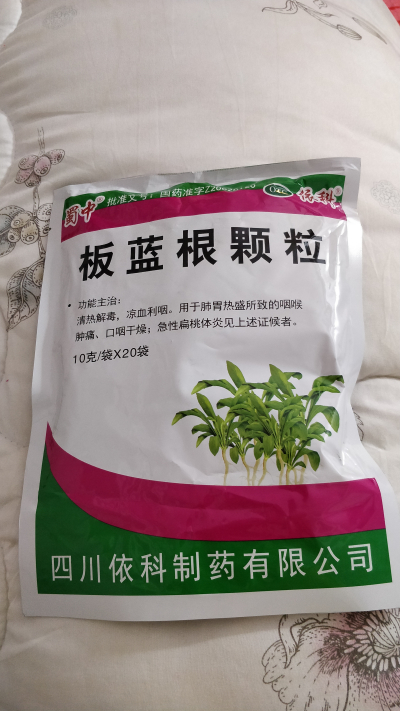 蜀中® 批准文号：国药准字Z20 OTC 依科®
板蓝根颗粒
• 功能主治：
清热解毒，凉血利咽。用于肺胃热盛所致的咽喉
肿痛、口咽干燥；急性扁桃体炎见上述证候者。
10克/袋X20袋
四川依科制药有限公司